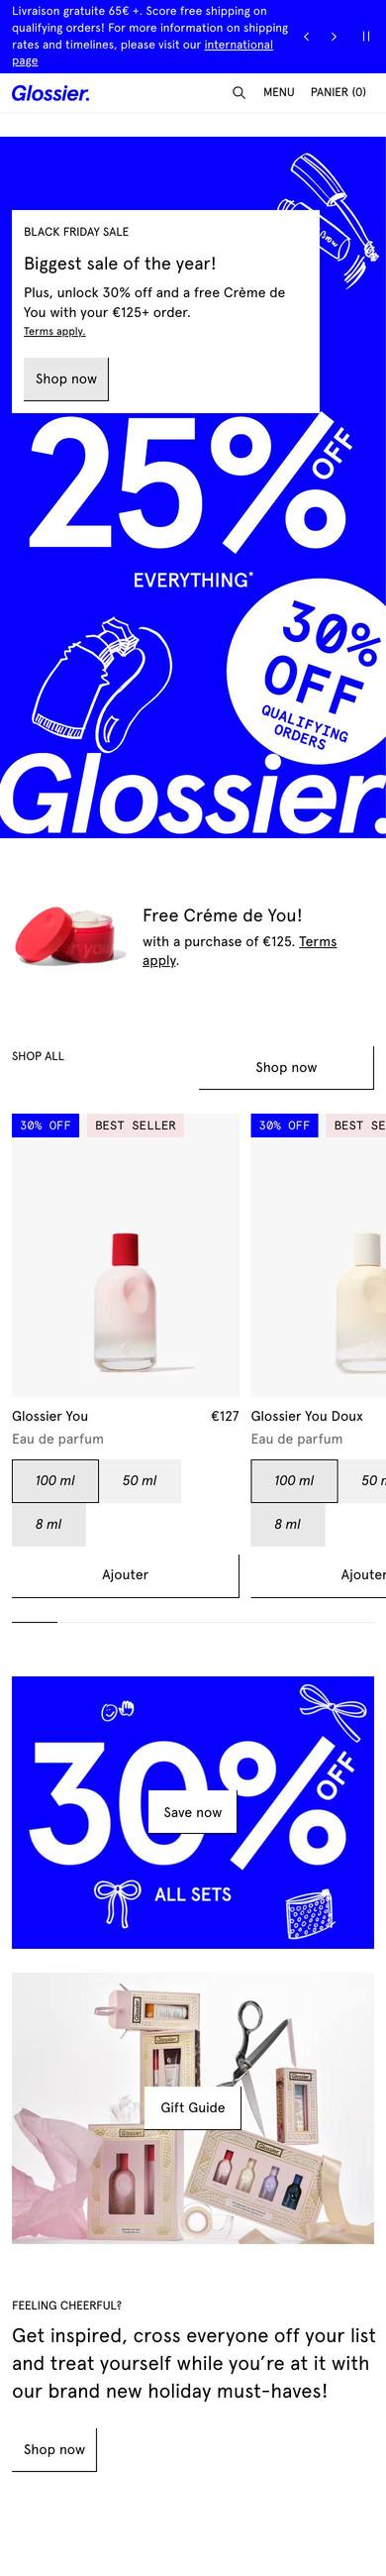 Livraison gratuite 65€ +. Score free shipping on
qualifying orders! For more information on shipping
rates and timelines, please visit our international
page
Glossier.
MENU
PANIER (0)
BLACK FRIDAY SALE
Biggest sale of the year!
Plus, unlock 30% off and a free Crème de
You with your €125+ order.
Terms apply.
Shop now
25% OFF
EVERYTHING*
30%
OFF
QUALIFYING
ORDERS
Glossier.
Free Créme de You!
with a purchase of €125. Terms
apply.
SHOP ALL
Shop now
30% OFF
BEST SELLER
30% OFF
BEST SE
Glossier You
€127
Eau de parfum
100 ml
50 ml
8 ml
Ajouter
Glossier You Doux
Eau de parfum
100 ml
50 m
8 ml
Ajouter
30% OFF
Save now
ALL SETS
Gift Guide
FEELING CHEERFUL?
Get inspired, cross everyone off your list
and treat yourself while you’re at it with
our brand new holiday must-haves!
Shop now